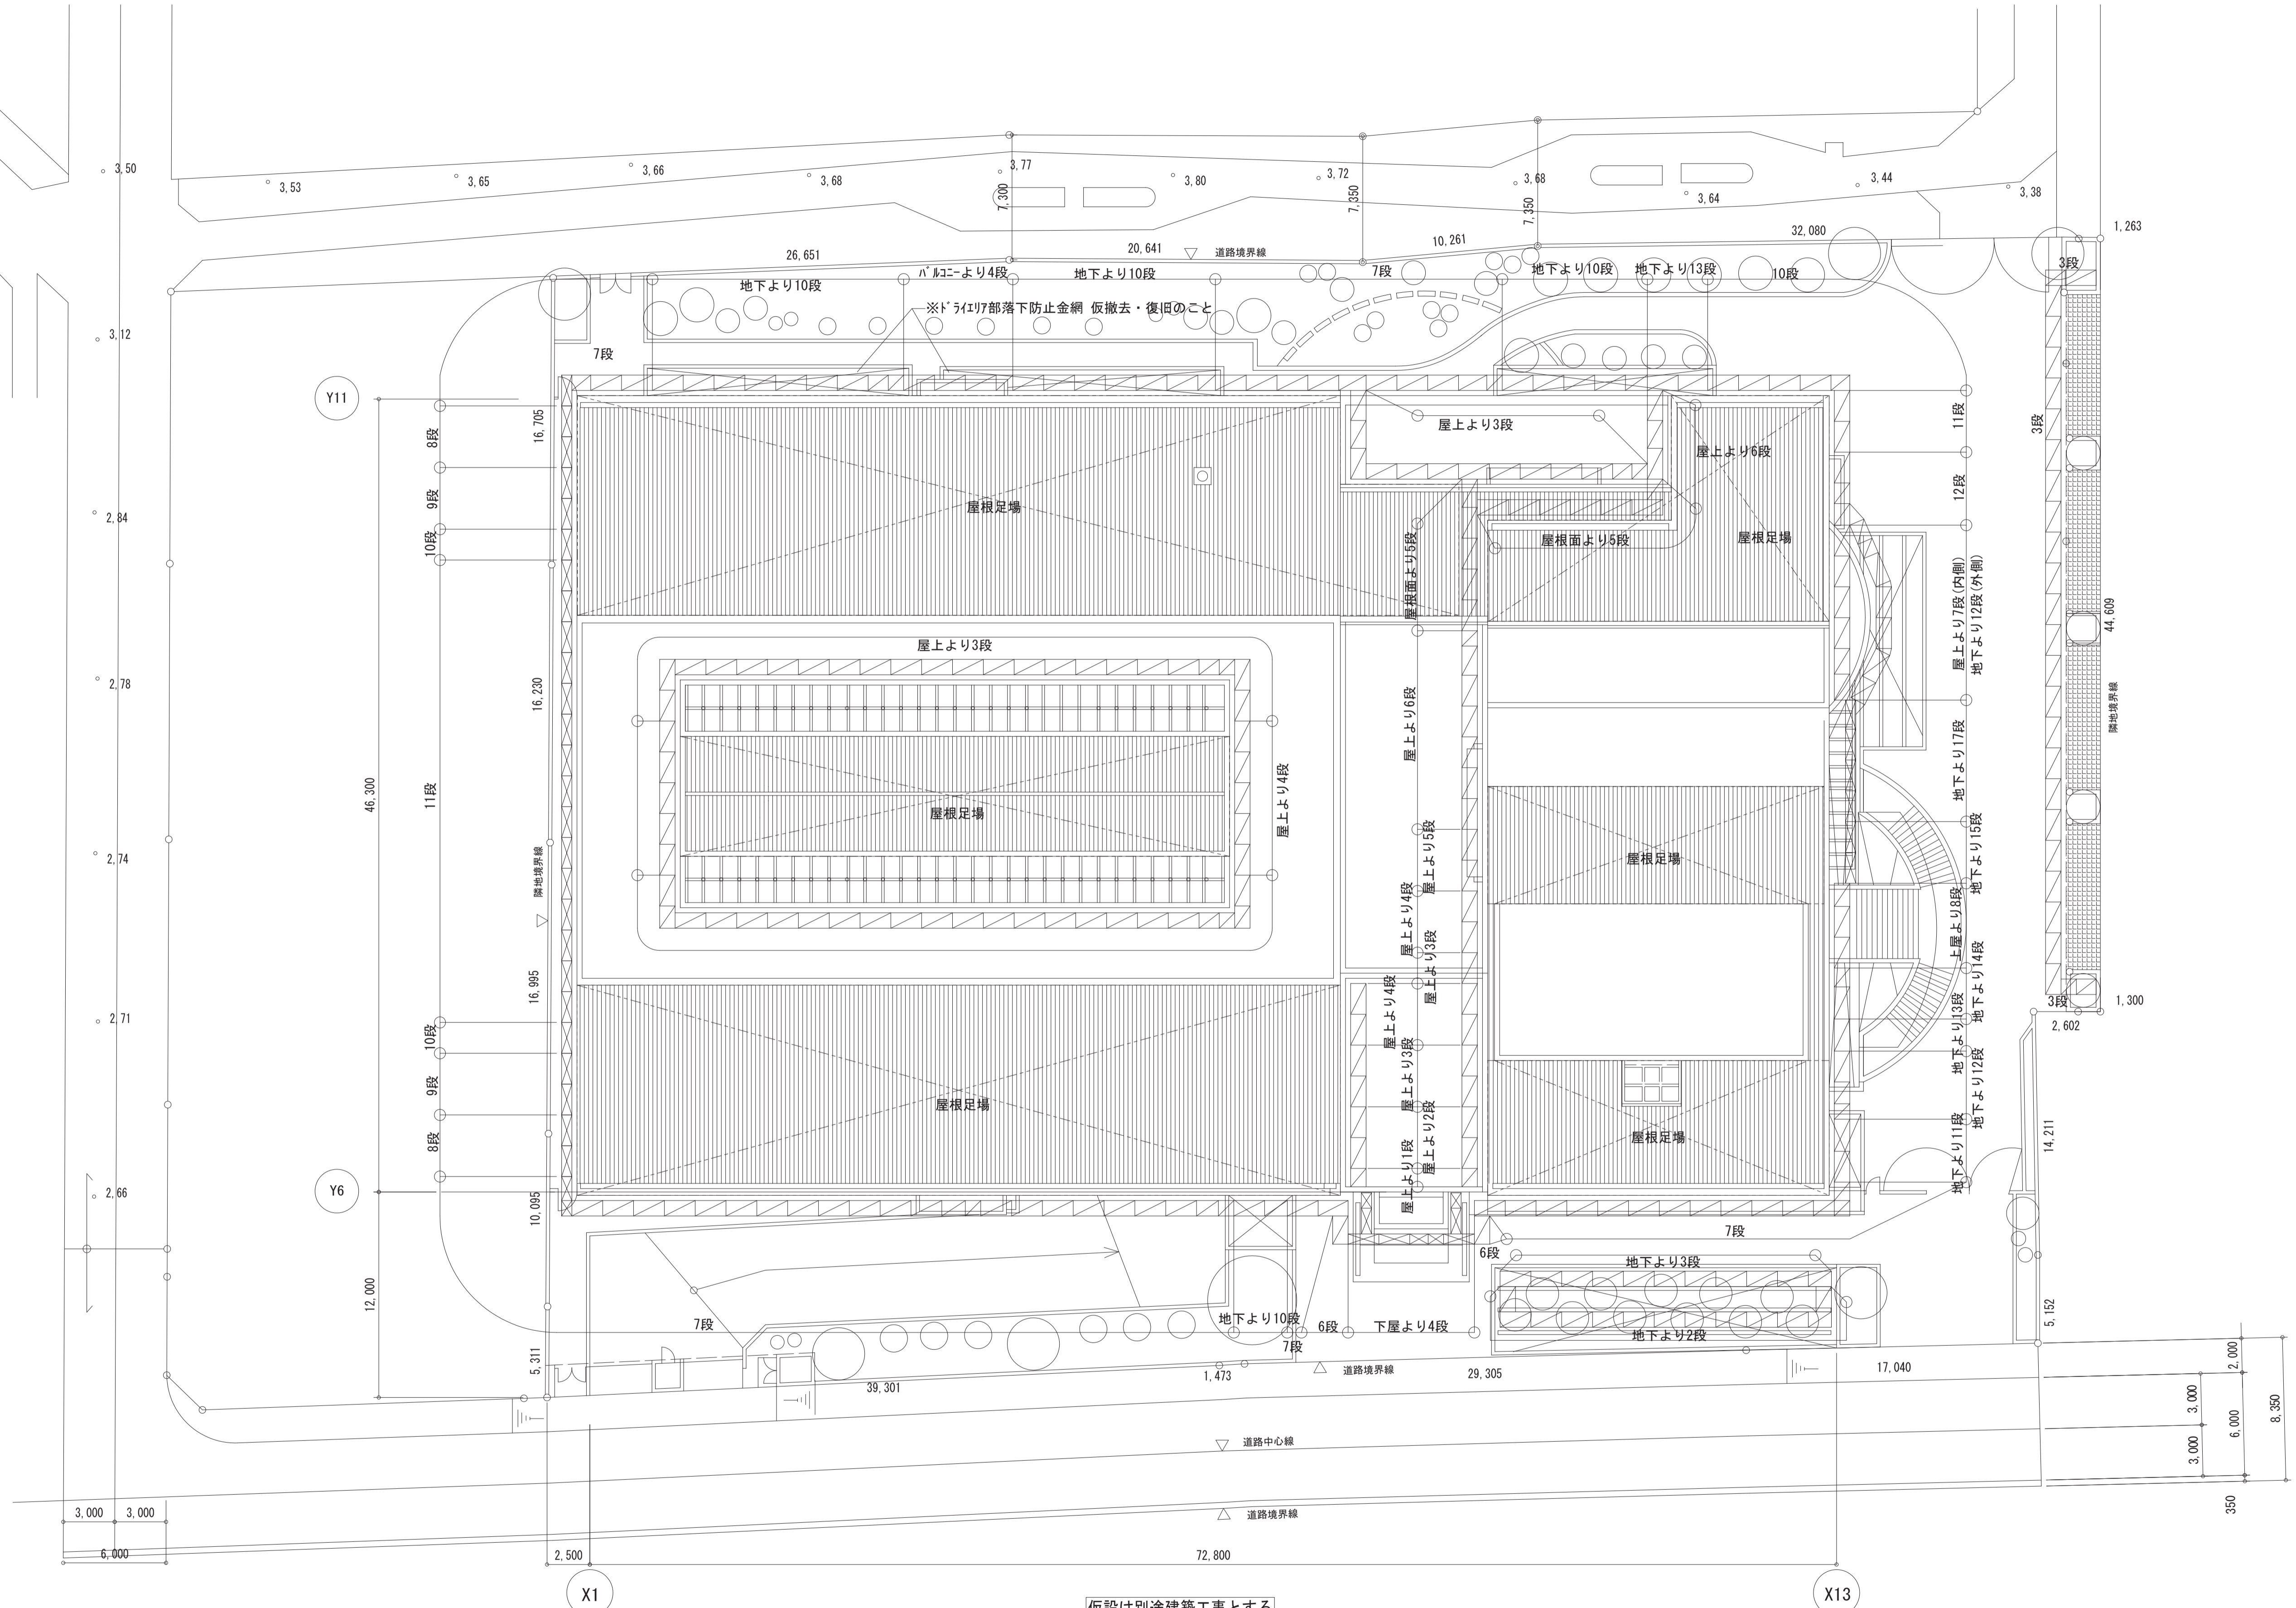 3,50
3,53
3,65
3,66
3,68
3,77
7,300
3,80
3,72
7,350
3,68
7,350
3,64
3,44
3,38
1,263
26,651
20,641
道路境界線
10,261
32,080
3段
地下より10段
バルコニーより4段
地下より10段
7段
地下より10段
地下より13段
10段
※ドライエリア部落下防止金網 仮撤去・復旧のこと
3,12
7段
Y11
16,705
8段
9段
10段
屋上より3段
屋上より6段
11段
12段
3段
2,84
屋根足場
屋根面より5段
屋根面より5段
屋根足場
屋上より7段(内側)
地下より12段(外側)
44,609
隣地境界線
2,78
16,230
屋上より3段
屋上より6段
地下より17段
46,300
11段
屋根足場
屋上より4段
屋上より5段
屋根足場
地下より15段
2,74
隣地境界線
屋上より4段
屋上より3段
上屋より8段
地下より14段
16,995
屋上より4段
地下より13段
3段
1,300
2,602
2,71
10段
9段
8段
屋根足場
屋上より3段
屋上より2段
屋上より1段
屋根足場
地下より12段
地下より11段
14,211
Y6
2,66
10,095
7段
6段
地下より3段
12,000
7段
地下より10段
6段
下屋より4段
7段
地下より2段
5,152
5,311
39,301
1,473
道路境界線
29,305
17,040
2,000
3,000
6,000
8,350
3,000
350
道路中心線
道路境界線
3,000
3,000
6,000
2,500
72,800
X1
X13
仮設は別途建築工事とする